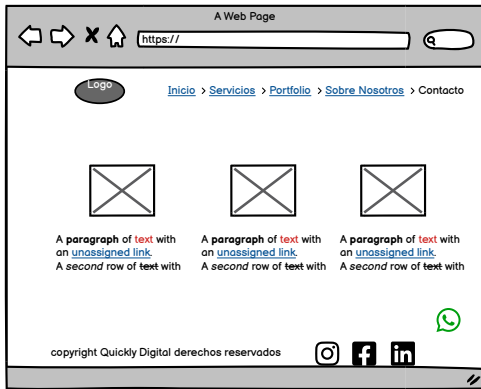 A Web Page
https://
Logo
Inicio > Servicios > Portfolio > Sobre Nosotros > Contacto
A paragraph of text with
an unassigned link.
A second row of text with
A paragraph of text with
an unassigned link.
A second row of text with
A paragraph of text with
an unassigned link.
A second row of text with
copyright Quickly Digital derechos reservados
in